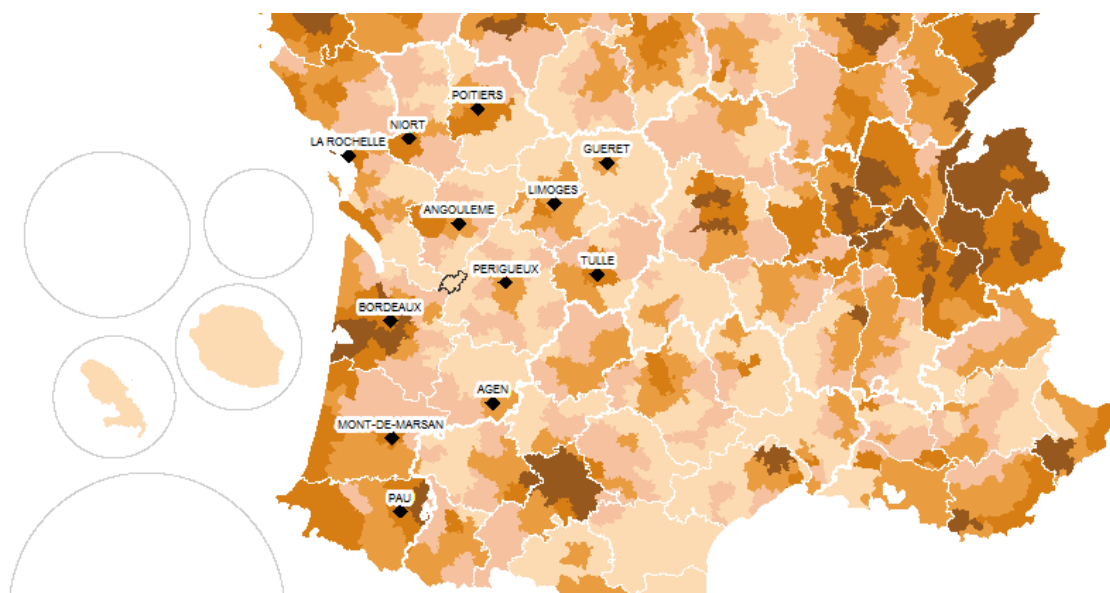 POITIERS
NIORT
LA ROCHELLE
GUERET
LIMOGES
ANGOULEME
TULLE
PERIGUEUX
BORDEAUX
AGEN
MONT-DE-MARSAN
PAU